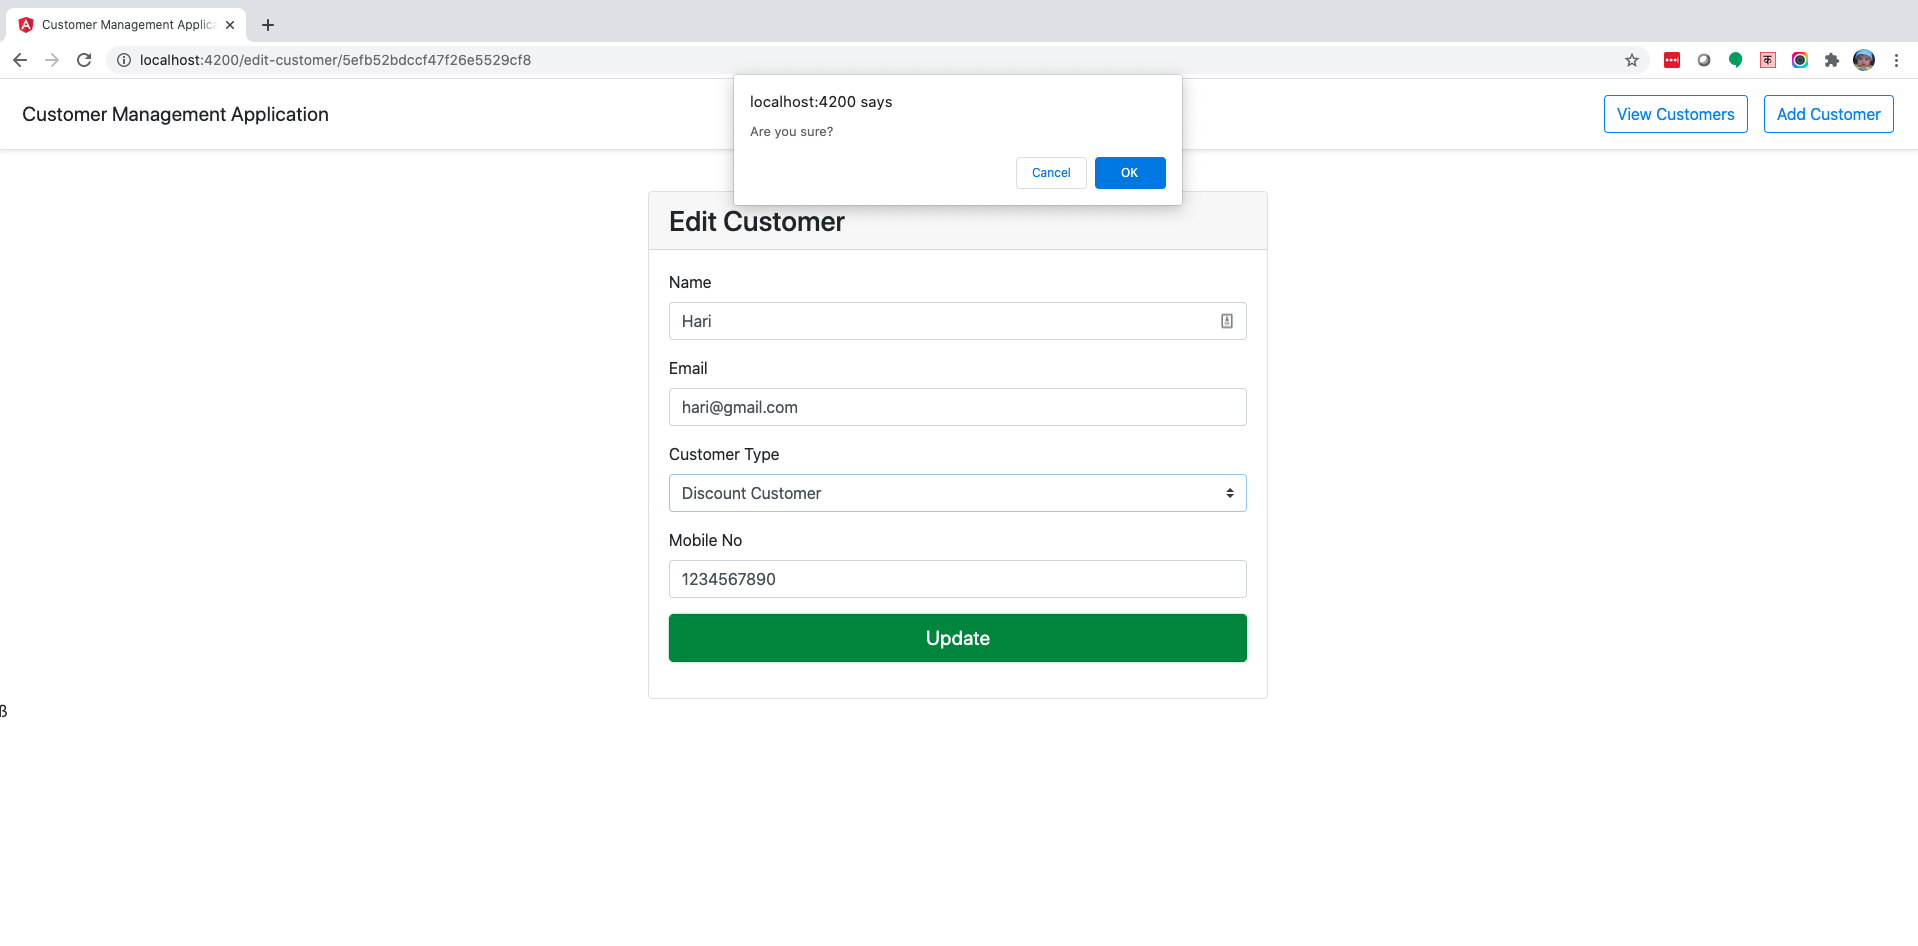 Customer Management Applica
localhost:4200/edit-customer/5efb52bdccf47f26e5529cf8
localhost:4200 says
Are you sure?
Cancel
OK
Customer Management Application
View Customers
Add Customer
Edit Customer
Name
Hari
Email
hari@gmail.com
Customer Type
Discount Customer
Mobile No
1234567890
Update
ß